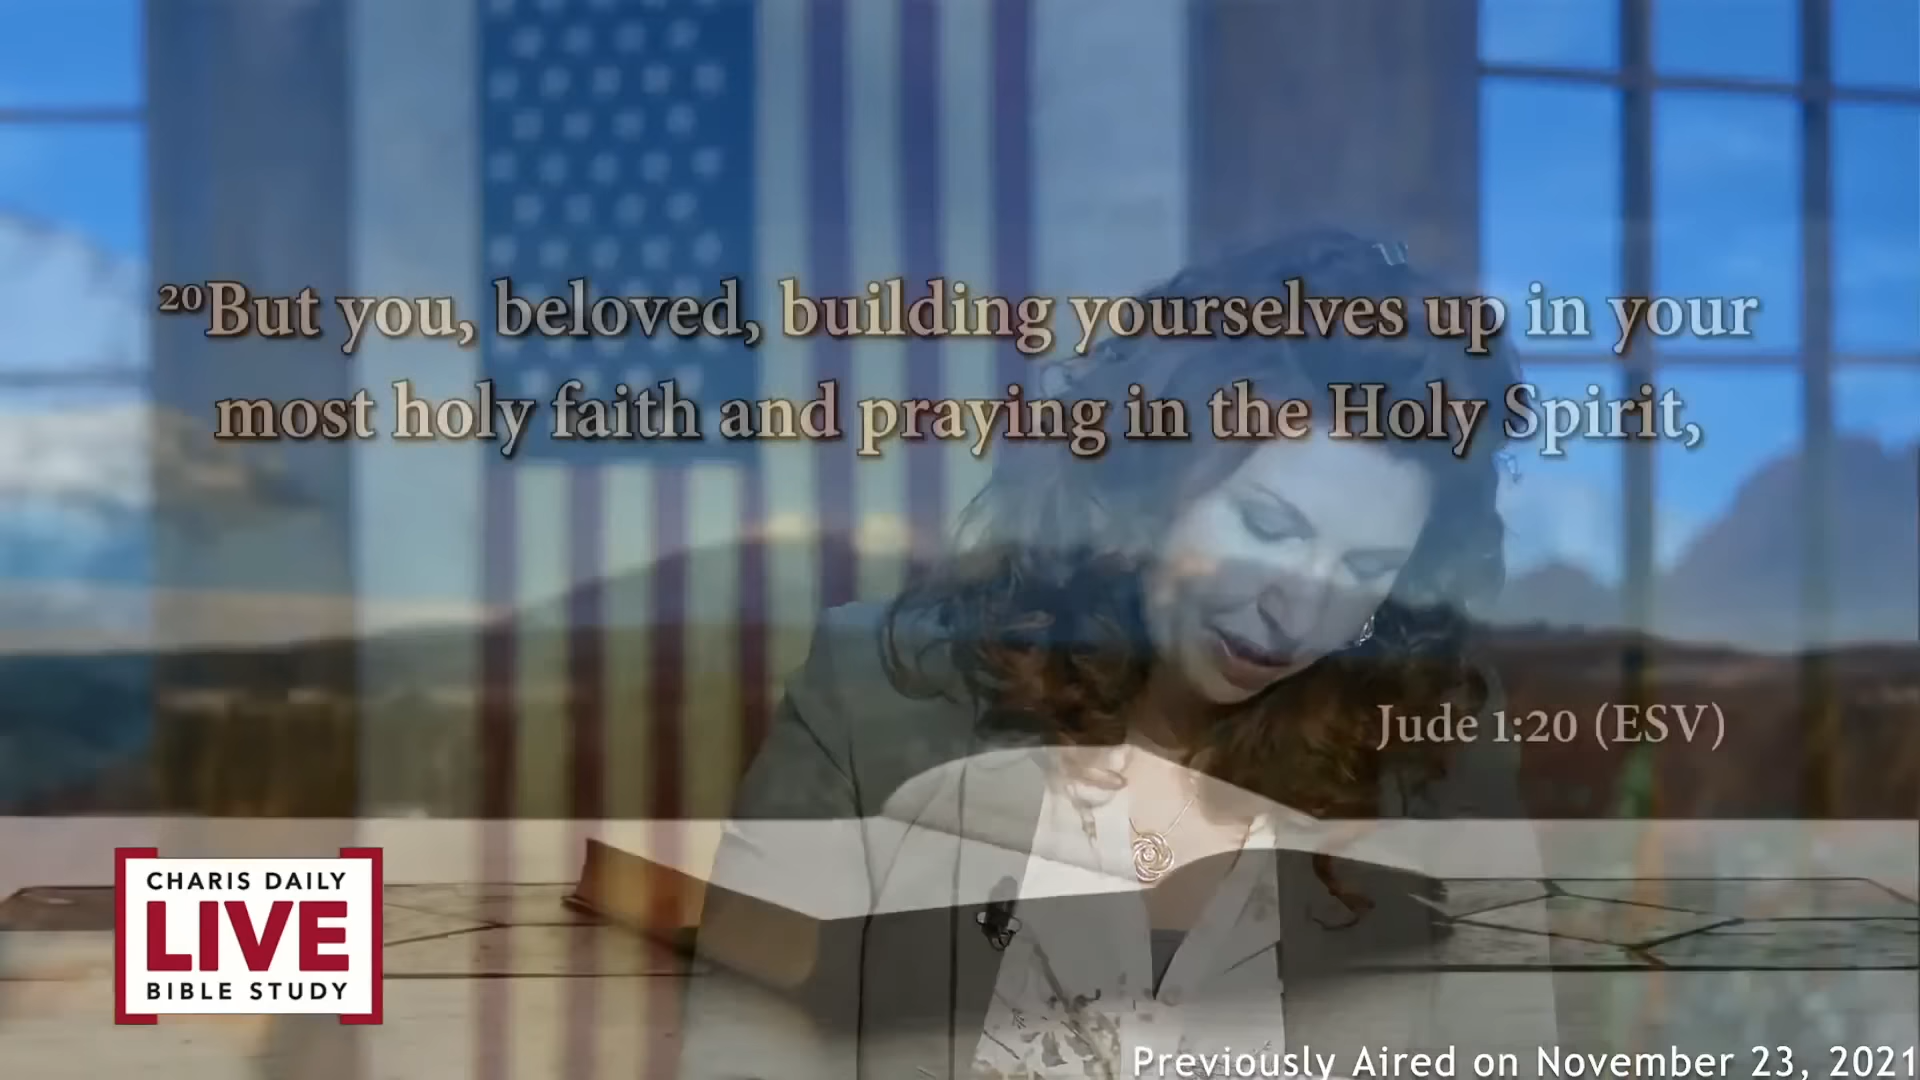 ²⁰But you, beloved, building yourselves up in your
most holy faith and praying in the Holy Spirit,
Jude 1:20 (ESV)
CHARIS DAILY
LIVE
BIBLE STUDY
Previously Aired on November 23, 2021